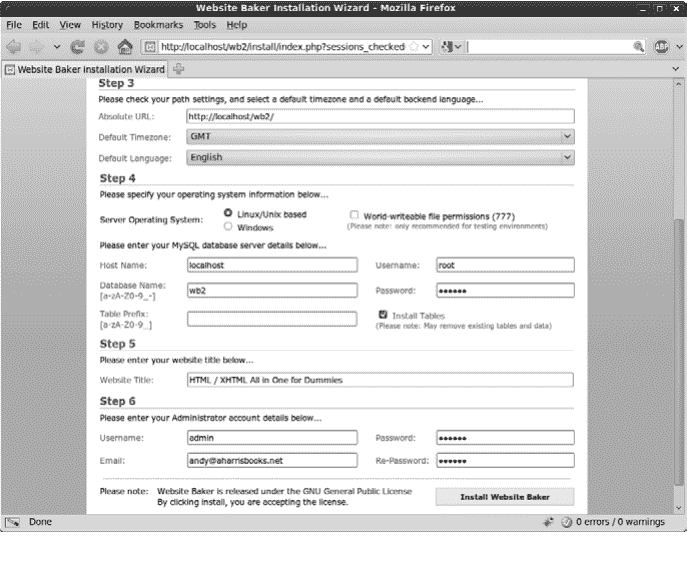 Website Baker Installation Wizard - Mozilla Firefox
File Edit View History Bookmarks Tools Help
http://localhost/wb2/install/index.php?sessions_checked
ABP
Website Baker Installation Wizard
Step 3
Please check your path settings, and select a default timezone and a default backend language...
Absolute URL: http://localhost/wb2/
Default Timezone: GMT
Default Language: English
Step 4
Please specify your operating system information below...
Server Operating System: Linux/Unix based World-writeable file permissions (777)
Windows (Please note: only recommended for testing environments)
Please enter your MySQL database server details below...
Host Name: localhost Username: root
Database Name: wb2 Password: ••••••
[a-zA-Z0-9_-]
Table Prefix: Install Tables
[a-zA-Z0-9_] (Please note: May remove existing tables and data)
Step 5
Please enter your website title below...
Website Title: HTML / XHTML All in One for Dummies
Step 6
Please enter your Administrator account details below...
Username: admin Password: ••••••
Email: andy@aharrisbooks.net Re-Password: ••••••
Please note: Website Baker is released under the GNU General Public License
By clicking install, you are accepting the license.
Install Website Baker
Done 0 errors / 0 warnings